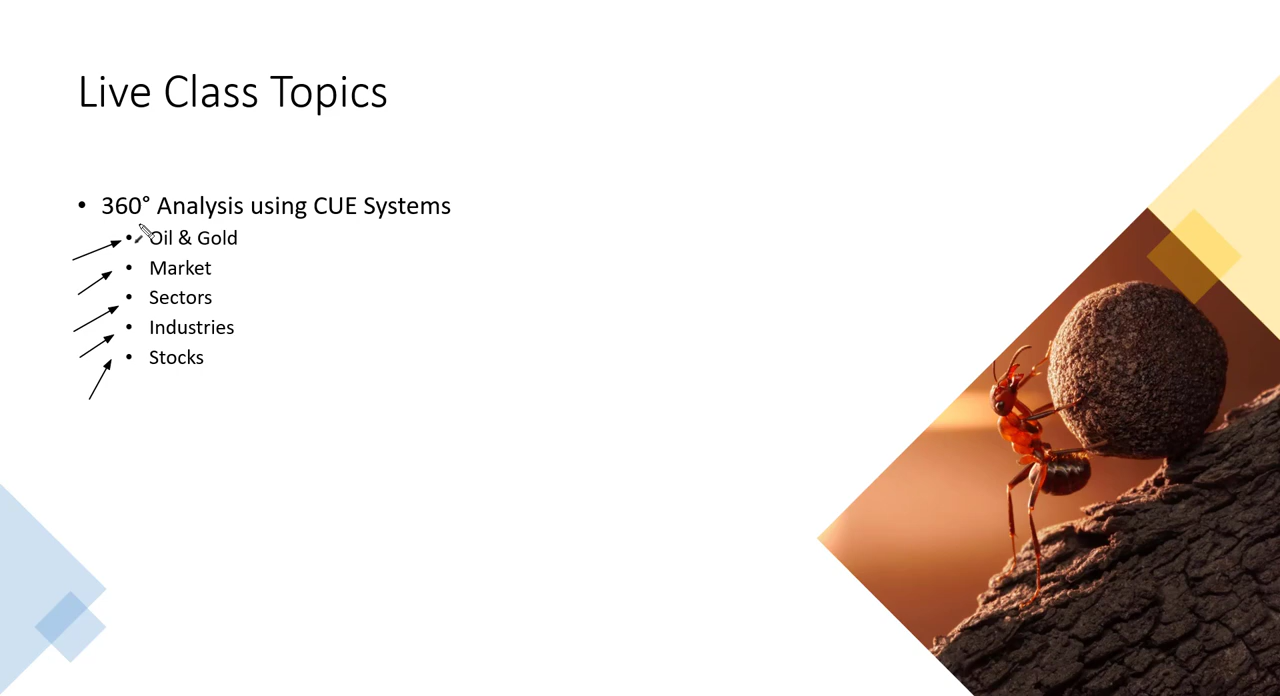 Live Class Topics
• 360° Analysis using CUE Systems
• Oil & Gold
• Market
• Sectors
• Industries
• Stocks